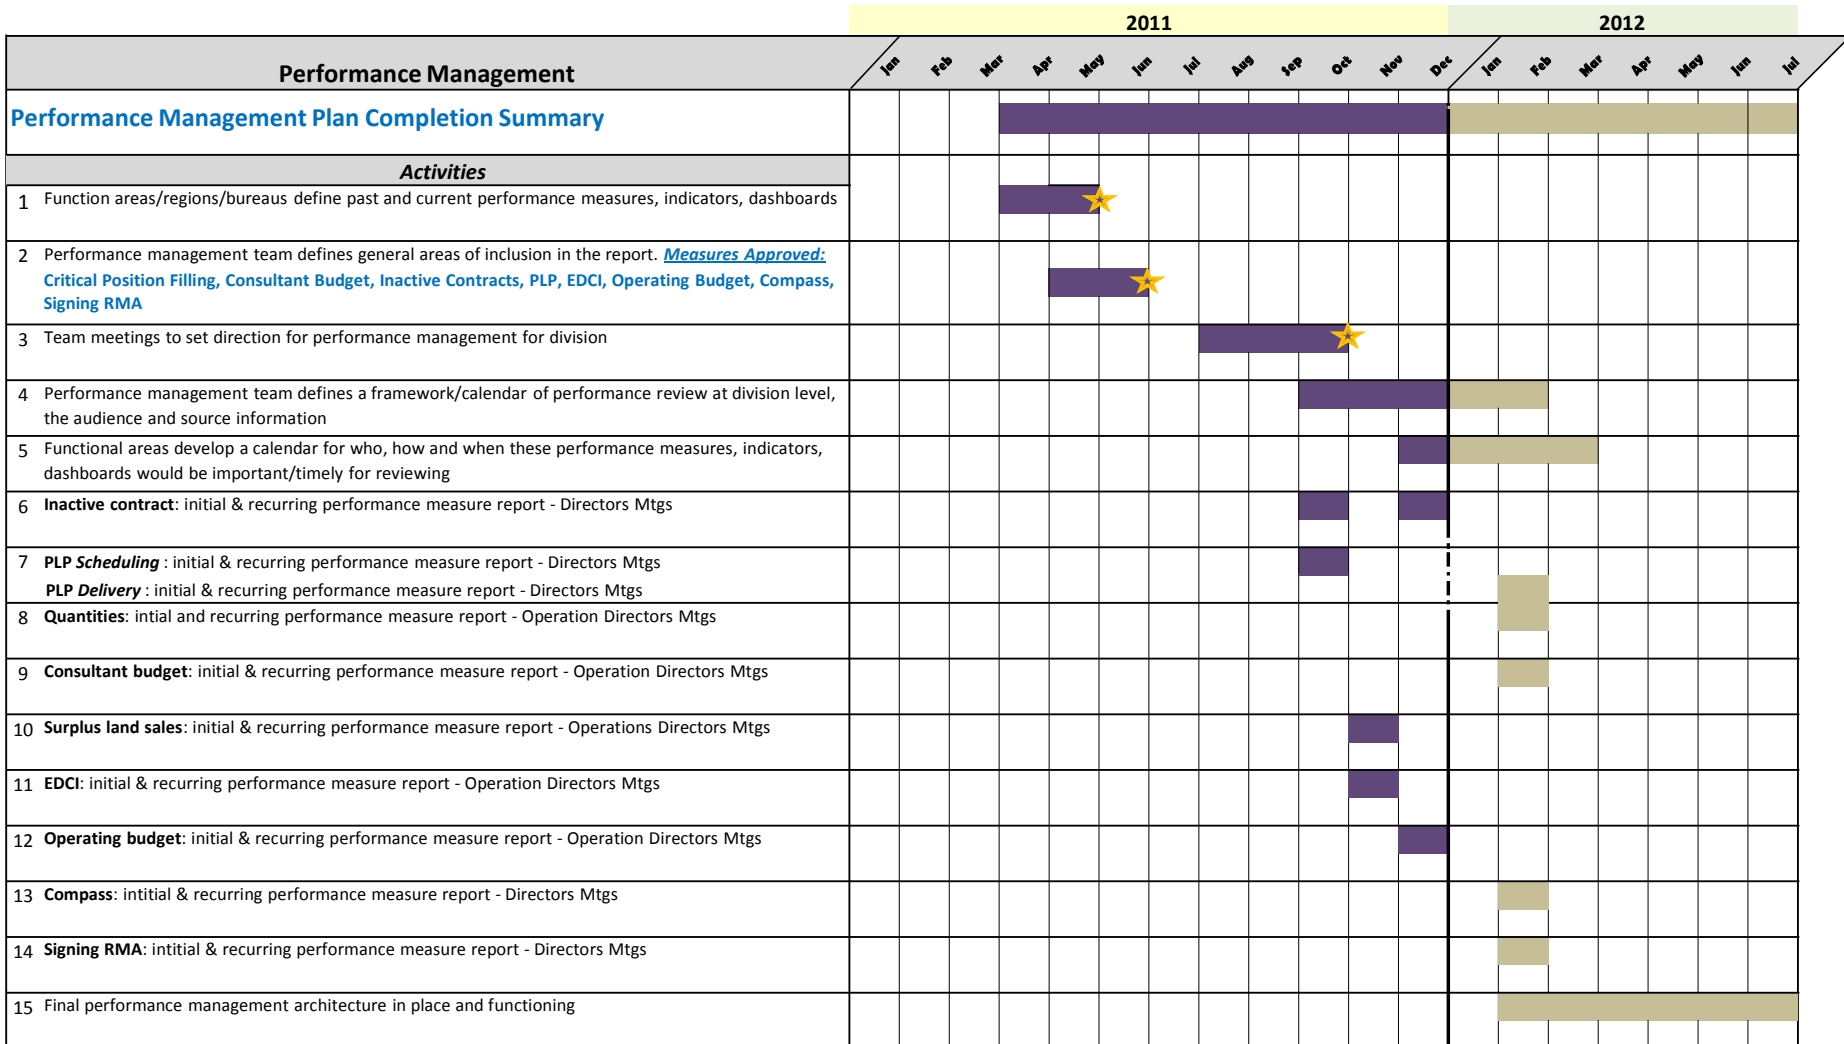 2011 2012
Performance Management Jan Feb Mar Apr May Jun Jul Aug Sep Oct Nov Dec Jan Feb Mar Apr May Jun Jul
Performance Management Plan Completion Summary
Activities
1 Function areas/regions/bureaus define past and current performance measures, indicators, dashboards
2 Performance management team defines general areas of inclusion in the report. Measures Approved:
Critical Position Filling, Consultant Budget, Inactive Contracts, PLP, EDCI, Operating Budget, Compass,
Signing RMA
3 Team meetings to set direction for performance management for division
4 Performance management team defines a framework/calendar of performance review at division level,
the audience and source information
5 Functional areas develop a calendar for who, how and when these performance measures, indicators,
dashboards would be important/timely for reviewing
6 Inactive contract: initial & recurring performance measure report - Directors Mtgs
7 PLP Scheduling : initial & recurring performance measure report - Directors Mtgs
PLP Delivery : initial & recurring performance measure report - Directors Mtgs
8 Quantities: intial and recurring performance measure report - Operation Directors Mtgs
9 Consultant budget: initial & recurring performance measure report - Operation Directors Mtgs
10 Surplus land sales: initial & recurring performance measure report - Operations Directors Mtgs
11 EDCI: initial & recurring performance measure report - Operation Directors Mtgs
12 Operating budget: initial & recurring performance measure report - Operation Directors Mtgs
13 Compass: intitial & recurring performance measure report - Directors Mtgs
14 Signing RMA: intitial & recurring performance measure report - Directors Mtgs
15 Final performance management architecture in place and functioning